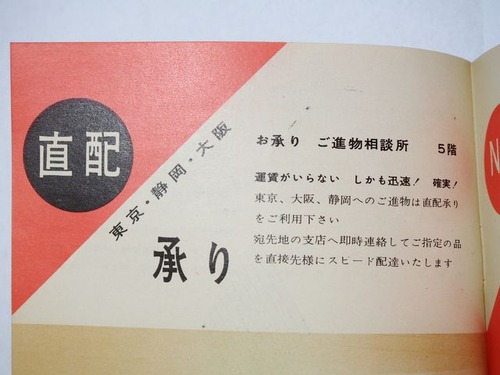 直配
東京・静岡・大阪
承り
お承り ご進物相談所 5階
運賃がいらない しかも迅速! 確実!
東京、大阪、静岡へのご進物は直配承り
をご利用下さい
宛先地の支店へ即時連絡してご指定の品
を直接先様にスピード配達いたします